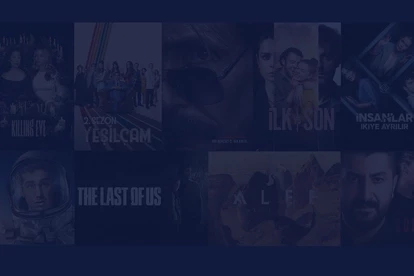 KILLING EVE
2. SEZON
YEŞİLÇAM
İLK VE SON
İNSANLAR
İKİYE AYRILIR
THE LAST OF US
ALEF